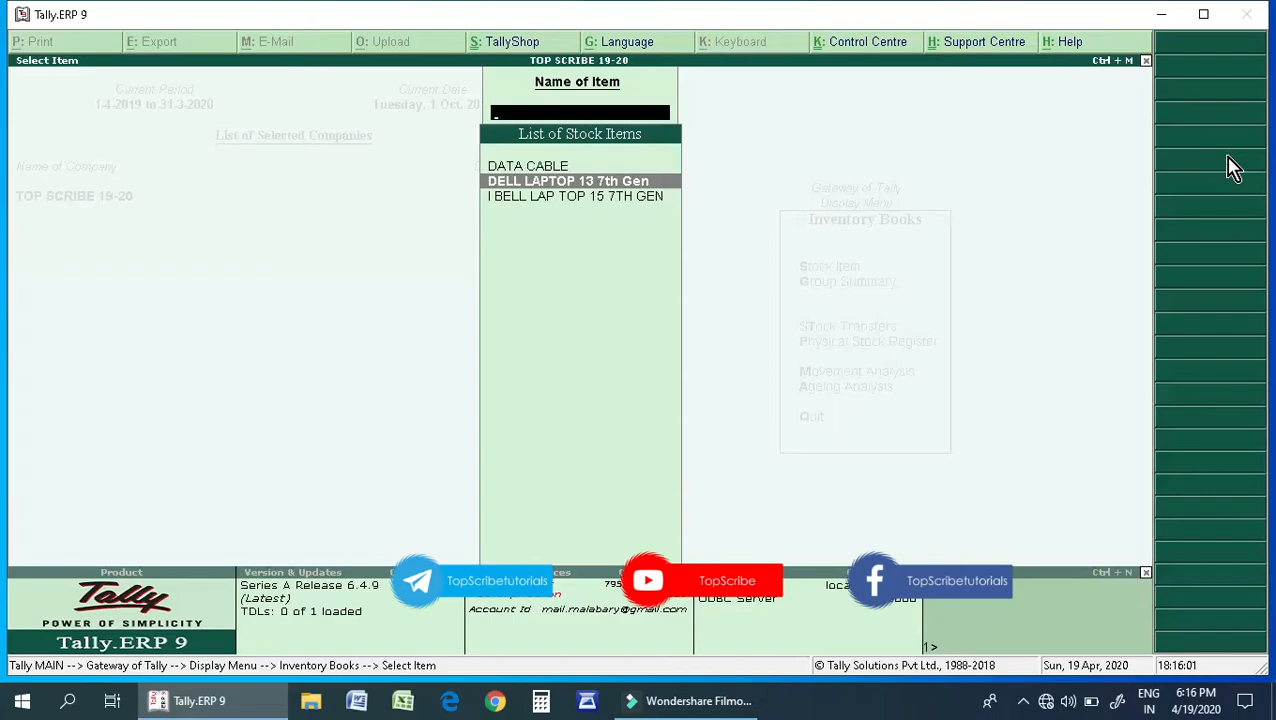 Tally.ERP 9
P: Print
E: Export
M: E-Mail
O: Upload
S: TallyShop
G: Language
K: Keyboard
K: Control Centre
H: Support Centre
H: Help
Select Item
TOP SCRIBE 19-20
Ctrl + M
Current Period
1-4-2019 to 31-3-2020
Current Date
Tuesday, 1 Oct, 20
List of Selected Companies
Name of Company
TOP SCRIBE 19-20
Name of Item
List of Stock Items
DATA CABLE
DELL LAPTOP 13 7th Gen
I BELL LAP TOP 15 7TH GEN
Gateway of Tally
Display Menu
Inventory Books
Stock Item
Group Summary
STock Transfers
Physical Stock Register
Movement Analysis
Ageing Analysis
Quit
Product
Version & Updates
Ctrl + N
Tally
POWER OF SIMPLICITY
Tally.ERP 9
Series A Release 6.4.9
(Latest)
TDLs: 0 of 1 loaded
795
Account Id mail.malabary@gmail.com
ODBC Server
1>
TopScribetutorials
TopScribe
TopScribetutorials
Tally MAIN --> Gateway of Tally --> Display Menu --> Inventory Books --> Select Item
© Tally Solutions Pvt Ltd., 1988-2018
Sun, 19 Apr, 2020
18:16:01
Tally.ERP 9
Wondershare Filmo...
ENG
IN
6:16 PM
4/19/2020